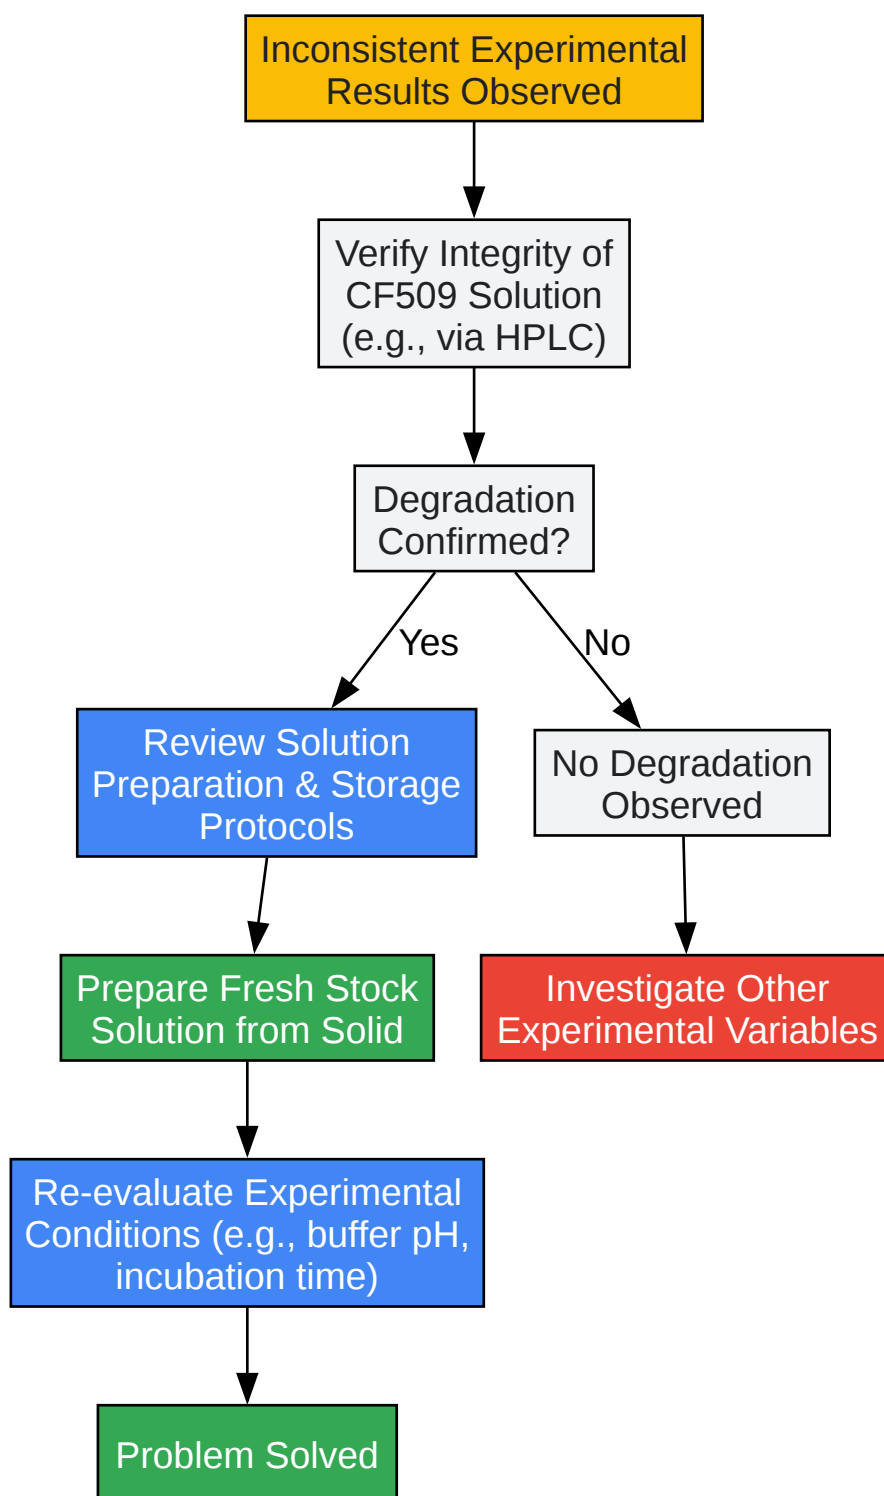 Inconsistent Experimental
Results Observed
Verify Integrity of
CF509 Solution
(e.g., via HPLC)
Degradation
Confirmed?
Yes
No
Review Solution
Preparation & Storage
Protocols
No Degradation
Observed
Prepare Fresh Stock
Solution from Solid
Investigate Other
Experimental Variables
Re-evaluate Experimental
Conditions (e.g., buffer pH,
incubation time)
Problem Solved